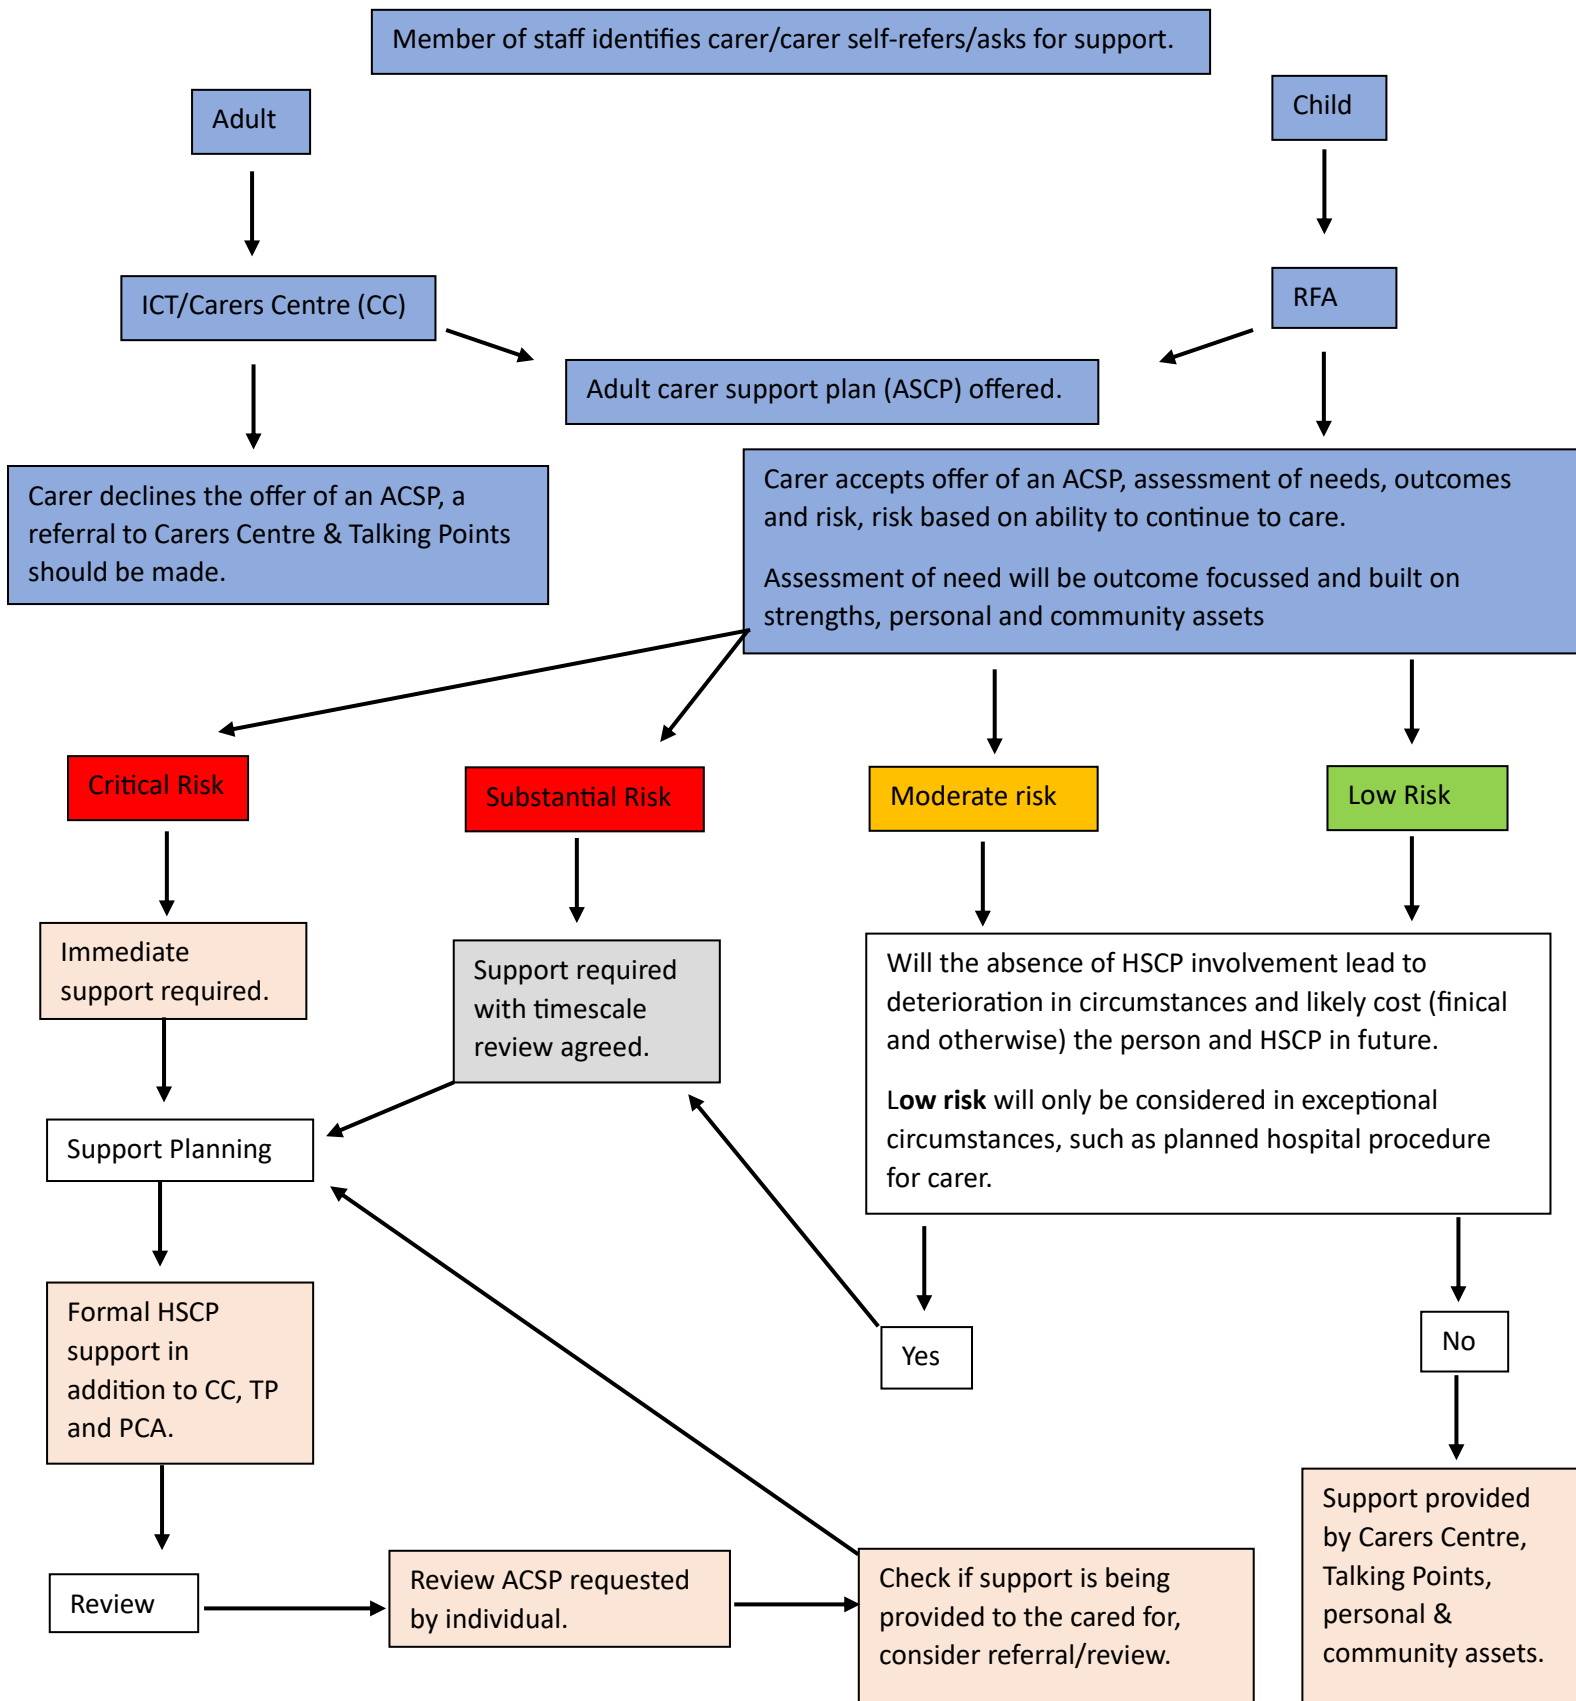 Member of staff identifies carer/carer self-refers/asks for support.
Adult
Child
ICT/Carers Centre (CC)
RFA
Adult carer support plan (ASCP) offered.
Carer declines the offer of an ACSP, a
referral to Carers Centre & Talking Points
should be made.
Carer accepts offer of an ACSP, assessment of needs, outcomes
and risk, risk based on ability to continue to care.
Assessment of need will be outcome focussed and built on
strengths, personal and community assets
Critical Risk
Substantial Risk
Moderate risk
Low Risk
Immediate
support required.
Support required
with timescale
review agreed.
Will the absence of HSCP involvement lead to
deterioration in circumstances and likely cost (finical
and otherwise) the person and HSCP in future.
Low risk will only be considered in exceptional
circumstances, such as planned hospital procedure
for carer.
Support Planning
Formal HSCP
support in
addition to CC, TP
and PCA.
Yes
No
Review
Review ACSP requested
by individual.
Check if support is being
provided to the cared for,
consider referral/review.
Support provided
by Carers Centre,
Talking Points,
personal &
community assets.